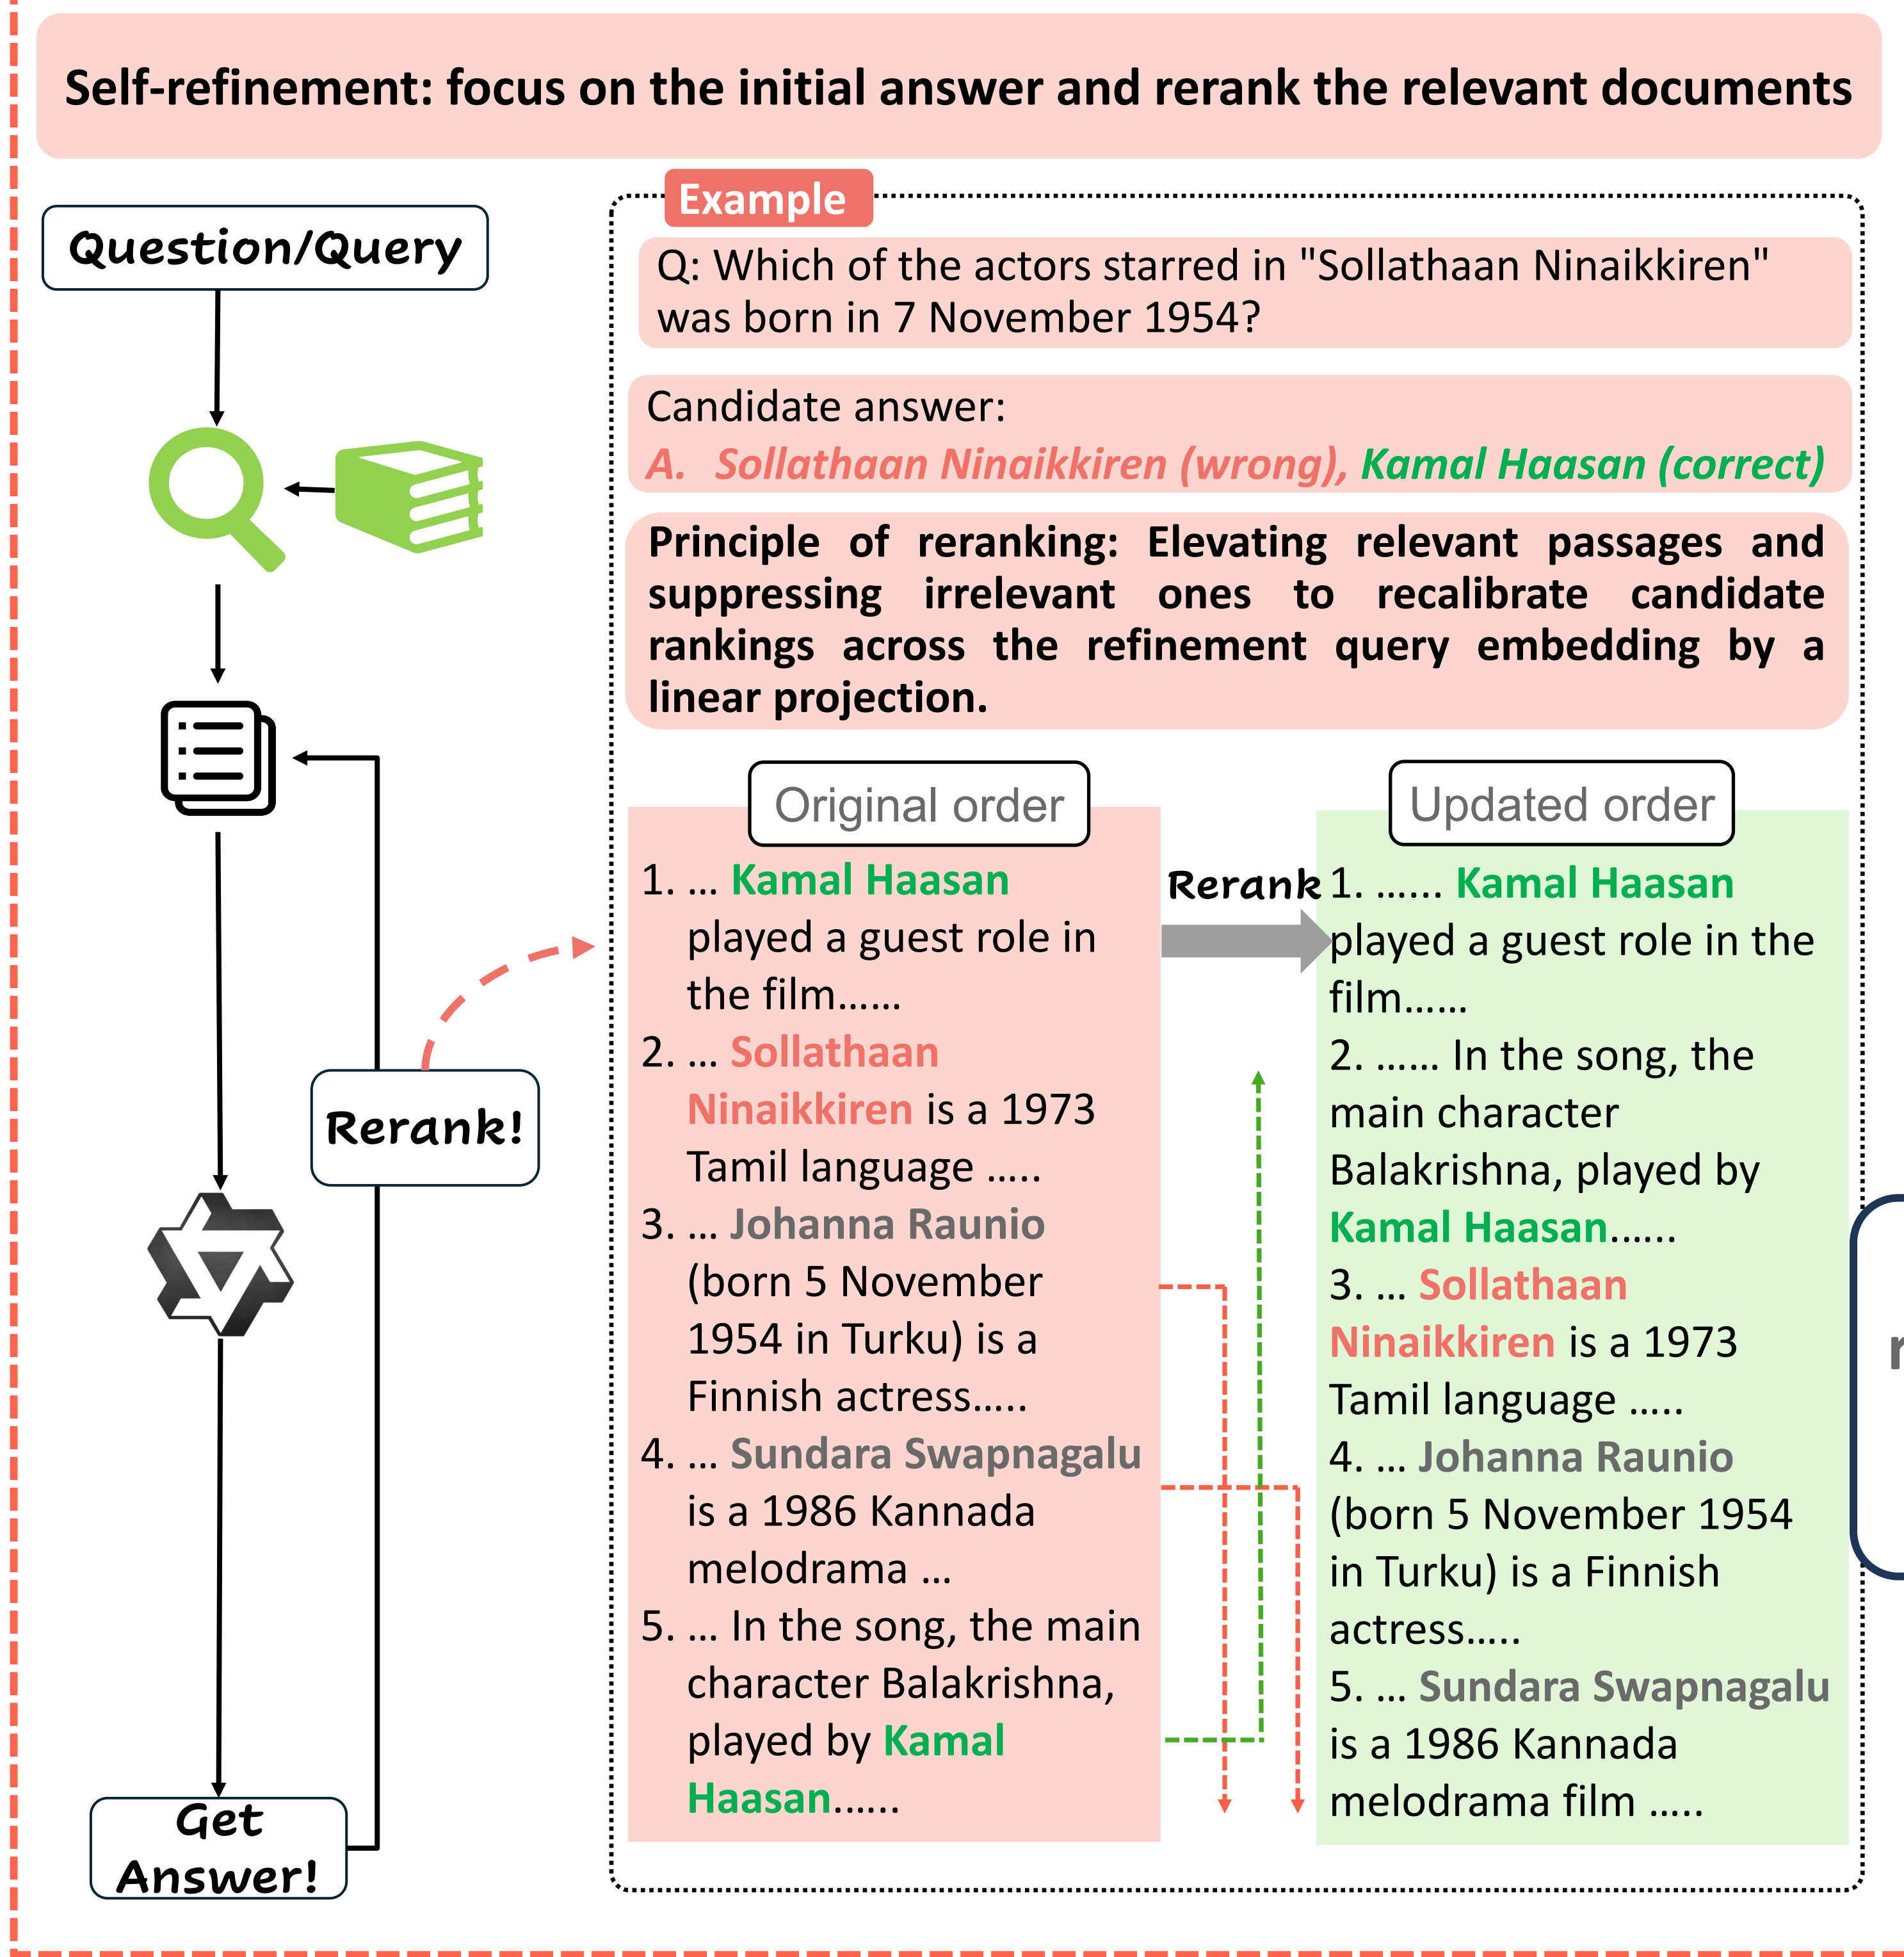 Self-refinement: focus on the initial answer and rerank the relevant documents
Question/Query
Example
Q: Which of the actors starred in "Sollathaan Ninaikkiren"
was born in 7 November 1954?
Candidate answer:
A. Sollathaan Ninaikkiren (wrong), Kamal Haasan (correct)
Principle of reranking: Elevating relevant passages and
suppressing irrelevant ones to recalibrate candidate
rankings across the refinement query embedding by a
linear projection.
Original order
1. ... Kamal Haasan
played a guest role in
the film......
2. ... Sollathaan
Ninaikkiren is a 1973
Tamil language .....
3. ... Johanna Raunio
(born 5 November
1954 in Turku) is a
Finnish actress.....
4. ... Sundara Swapnagalu
is a 1986 Kannada
melodrama ...
5. ... In the song, the main
character Balakrishna,
played by Kamal
Haasan.......
Rerank
Updated order
1. ...... Kamal Haasan
played a guest role in the
film......
2. ...... In the song, the
main character
Balakrishna, played by
Kamal Haasan.......
3. ... Sollathaan
Ninaikkiren is a 1973
Tamil language .....
4. ... Johanna Raunio
(born 5 November 1954
in Turku) is a Finnish
actress.....
5. ... Sundara Swapnagalu
is a 1986 Kannada
melodrama film .....
Rerank!
Get
Answer!